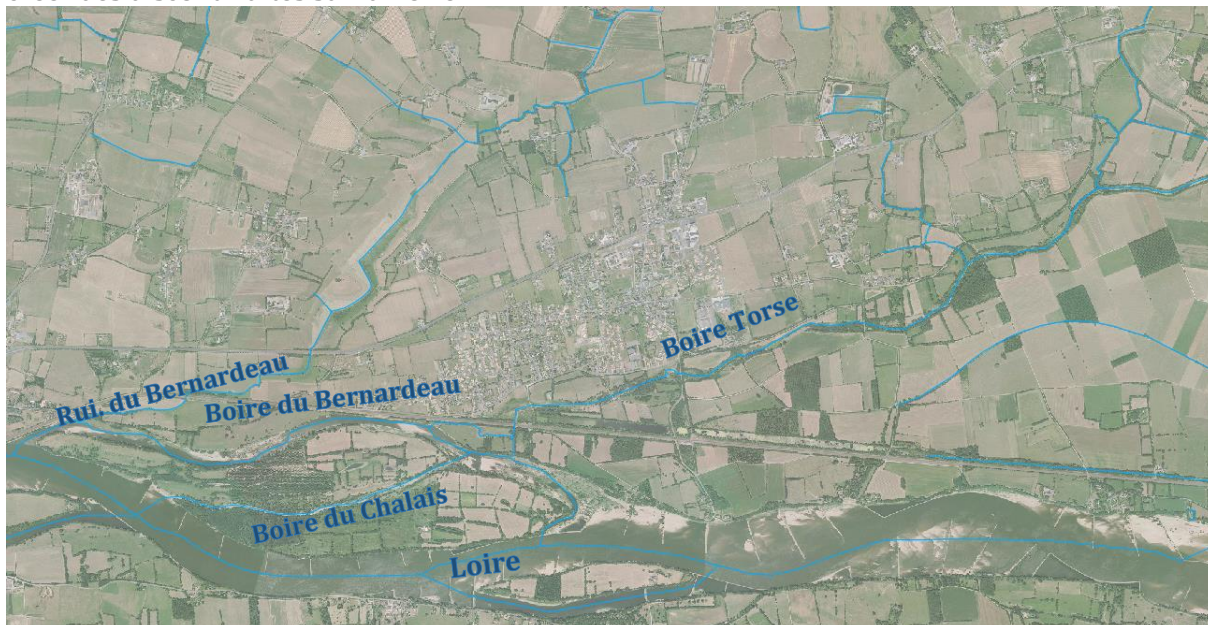 Boire Torse
Rui. du Bernardeau
Boire du Bernardeau
Boire du Chalais
Loire